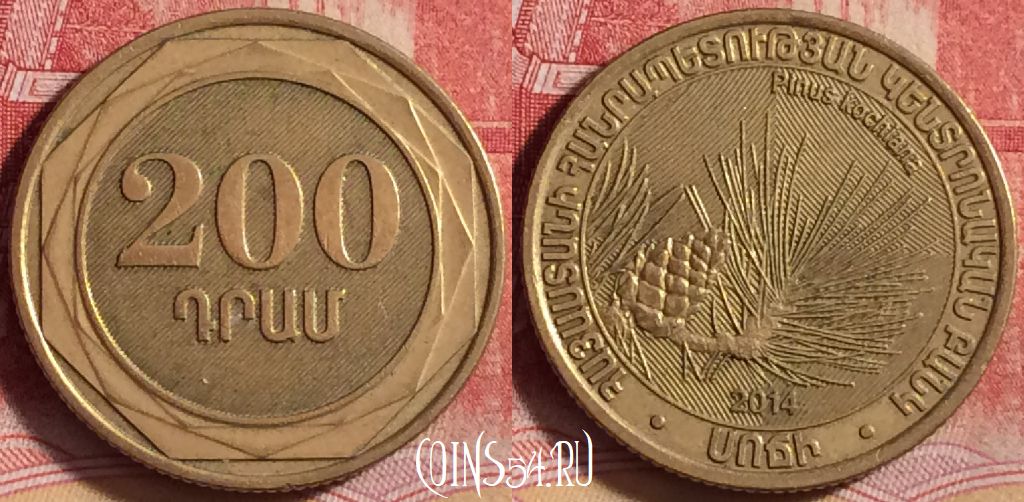 200
ԴՐԱՄ
ՀԱՅԱՍՏԱՆԻ ՀԱՆՐԱՊԵՏՈՒԹՅԱՆ ԿԵՆՏՐՈՆԱԿԱՆ ԲԱՆԿ
Pinus kochiana
2014
• ՍՈՃԻ •
COINS54.RU